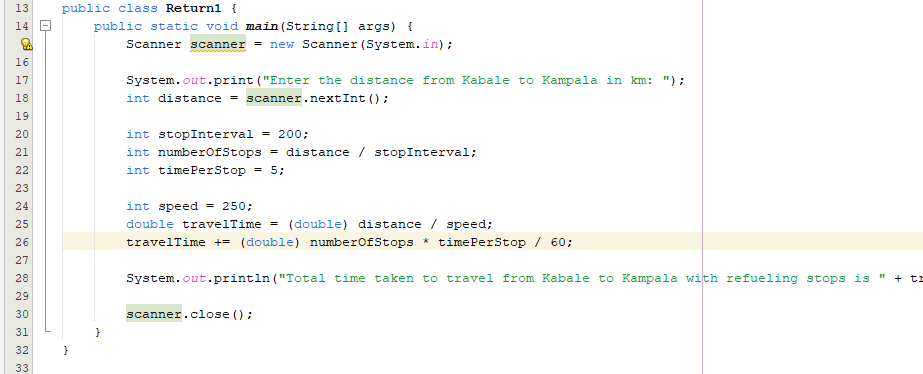 13 public class Return1 {
14 public static void main(String[] args) {
Scanner scanner = new Scanner(System.in);
16
17 System.out.print("Enter the distance from Kabale to Kampala in km: ");
18 int distance = scanner.nextInt();
19
20 int stopInterval = 200;
21 int numberOfStops = distance / stopInterval;
22 int timePerStop = 5;
23
24 int speed = 250;
25 double travelTime = (double) distance / speed;
26 travelTime += (double) numberOfStops * timePerStop / 60;
27
28 System.out.println("Total time taken to travel from Kabale to Kampala with refueling stops is " + tr
29
30 scanner.close();
31 }
32 }
33